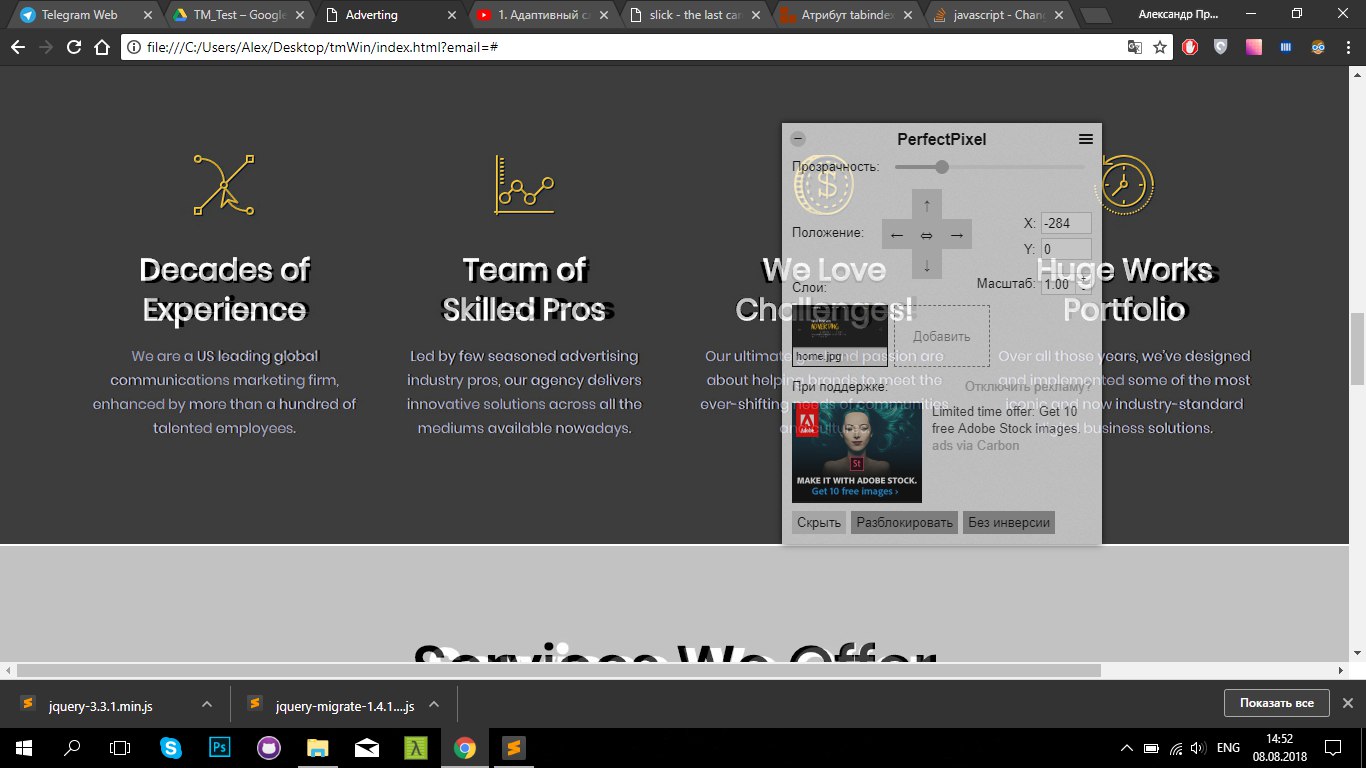 Telegram Web
TM_Test – Google
Adverting
1. Адаптивный сл
slick - the last car
Атрибут tabindex
javascript - Chang
Александр Пр...
file:///C:/Users/Alex/Desktop/tmWin/index.html?email=#
PerfectPixel
Прозрачность:
Положение:
X: -284
Y: 0
Масштаб: 1.00
Слои:
ADVERTING
home.jpg
Добавить
При поддержке:
Отключить рекламу?
Adobe
St
MAKE IT WITH ADOBE STOCK.
Get 10 free images ›
Limited time offer: Get 10
free Adobe Stock images
ads via Carbon
Скрыть
Разблокировать
Без инверсии
Decades of
Experience
We are a US leading global
communications marketing firm,
enhanced by more than a hundred of
talented employees.
Team of
Skilled Pros
Led by few seasoned advertising
industry pros, our agency delivers
innovative solutions across all the
mediums available nowadays.
We Love
Challenges!
Our ultimate and passion are
about helping brands to meet the
ever-shifting needs of communities
Huge Works
Portfolio
Over all those years, we've designed
and implemented some of the most
iconic and now industry-standard
business solutions.
Services We Offer
jquery-3.3.1.min.js
jquery-migrate-1.4.1....js
Показать все
Ps
λ
ENG
14:52
08.08.2018